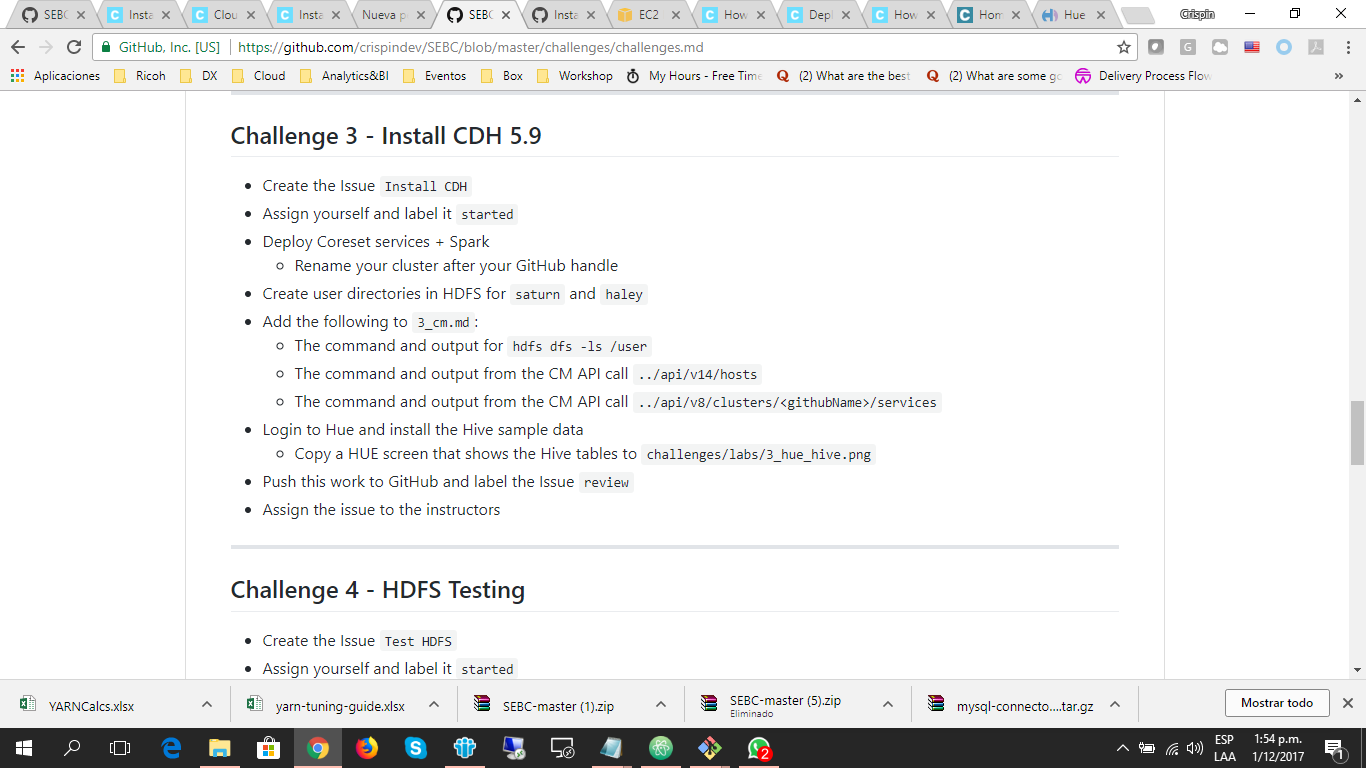 SEBC
Insta
Clou
Insta
Nueva p
SEBC
Insta
EC2
How
Depl
How
Hom
Hue
Crispin
GitHub, Inc. [US]
https://github.com/crispindev/SEBC/blob/master/challenges/challenges.md
Aplicaciones
Ricoh
DX
Cloud
Analytics&BI
Eventos
Box
Workshop
My Hours - Free Time
(2) What are the best
(2) What are some go
Delivery Process Flow
»
Challenge 3 - Install CDH 5.9
• Create the Issue Install CDH
• Assign yourself and label it started
• Deploy Coreset services + Spark
◦ Rename your cluster after your GitHub handle
• Create user directories in HDFS for saturn and haley
• Add the following to 3_cm.md :
◦ The command and output for hdfs dfs -ls /user
◦ The command and output from the CM API call ../api/v14/hosts
◦ The command and output from the CM API call ../api/v8/clusters/<githubName>/services
• Login to Hue and install the Hive sample data
◦ Copy a HUE screen that shows the Hive tables to challenges/labs/3_hue_hive.png
• Push this work to GitHub and label the Issue review
• Assign the issue to the instructors
Challenge 4 - HDFS Testing
• Create the Issue Test HDFS
• Assign yourself and label it started
YARNCalcs.xlsx
yarn-tuning-guide.xlsx
SEBC-master (1).zip
SEBC-master (5).zip
Eliminado
mysql-connecto....tar.gz
Mostrar todo
2
ESP
LAA
1:54 p.m.
1/12/2017
1